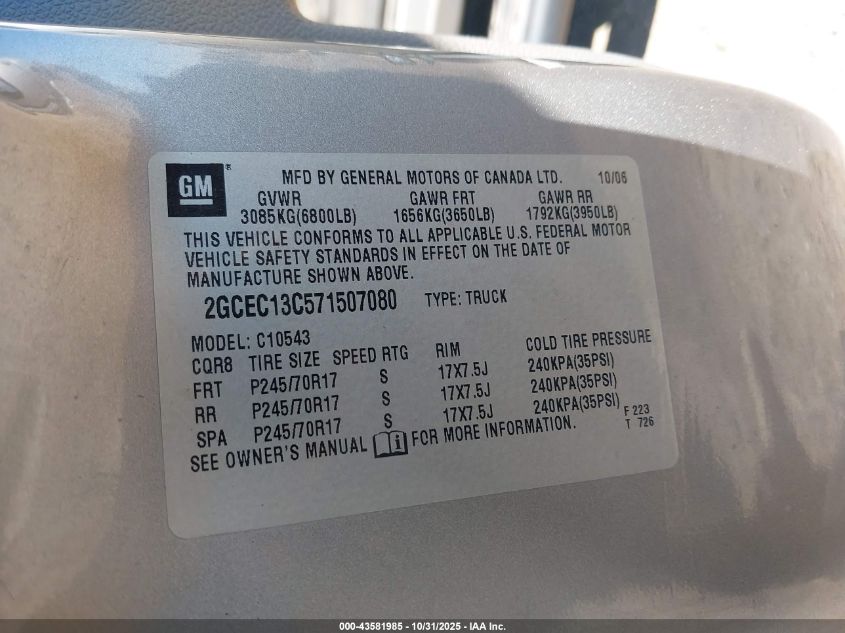 GM ® MFD BY GENERAL MOTORS OF CANADA LTD. 10/06
GVWR GAWR FRT GAWR RR
3085KG(6800LB) 1656KG(3650LB) 1792KG(3950LB)
THIS VEHICLE CONFORMS TO ALL APPLICABLE U.S. FEDERAL MOTOR
VEHICLE SAFETY STANDARDS IN EFFECT ON THE DATE OF
MANUFACTURE SHOWN ABOVE.
2GCEC13C571507080 TYPE: TRUCK
MODEL: C10543
CQR8 TIRE SIZE SPEED RTG RIM COLD TIRE PRESSURE
FRT P245/70R17 S 17X7.5J 240KPA(35PSI)
RR P245/70R17 S 17X7.5J 240KPA(35PSI)
SPA P245/70R17 S 17X7.5J 240KPA(35PSI) F 223
SEE OWNER'S MANUAL i FOR MORE INFORMATION. T 726
000-43581985 - 10/31/2025 - IAA Inc.